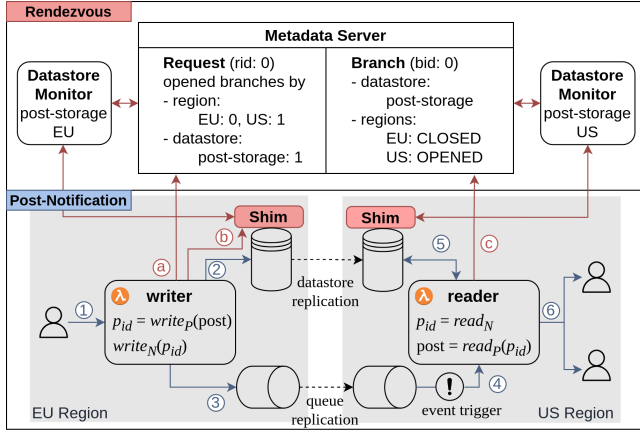 Rendezvous
Metadata Server
Datastore
Monitor
post-storage
EU
Request (rid: 0)
opened branches by
- region:
EU: 0, US: 1
- datastore:
post-storage: 1
Branch (bid: 0)
- datastore:
post-storage
- regions:
EU: CLOSED
US: OPENED
Datastore
Monitor
post-storage
US
Post-Notification
Shim
Shim
a
b
2
5
c
datastore
replication
1
λ writer
p_id = write_P(post)
write_N(p_id)
λ reader
p_id = read_N
post = read_P(p_id)
6
3
4
!
queue
replication
event trigger
EU Region
US Region